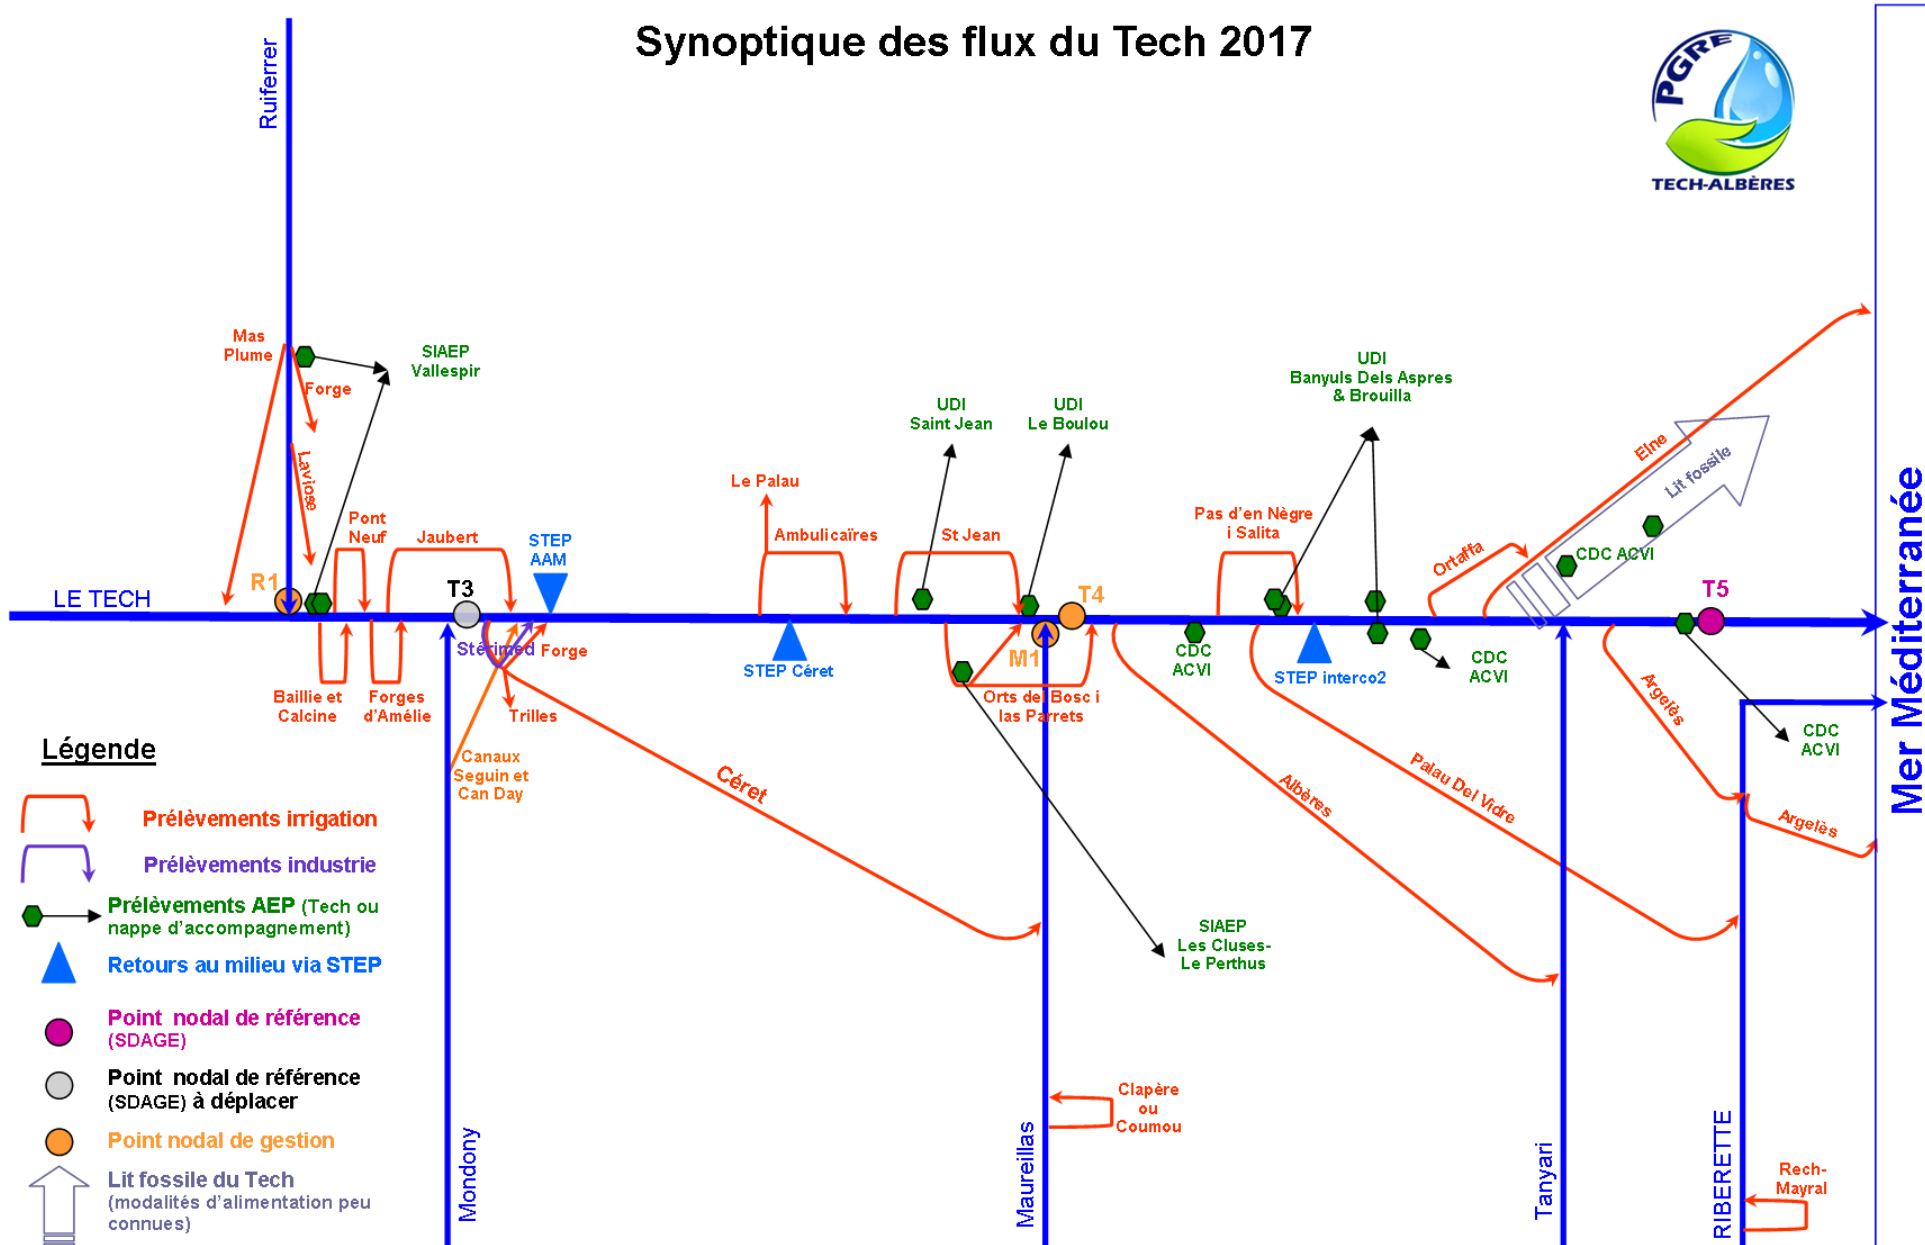 Synoptique des flux du Tech 2017
PGRE
TECH-ALBÈRES
Ruiferrer
Mas
Plume
Forge
SIAEP
Vallespir
Laviose
UDI
Saint Jean
UDI
Le Boulou
UDI
Banyuls Dels Aspres
& Brouilla
Elne
Lit fossile
Le Palau
Pont
Neuf
Jaubert
STEP
AAM
Ambulicaïres
St Jean
Pas d'en Nègre
i Salita
Ortaffa
CDC ACVI
LE TECH
R1
T3
T4
T5
Stérimed
Forge
M1
CDC
ACVI
STEP Céret
STEP interco2
CDC
ACVI
Baillie et
Calcine
Forges
d'Amélie
Trilles
Orts del Bosc i
las Parrets
Argelès
CDC
ACVI
Mer Méditerranée
Canaux
Seguin et
Can Day
Céret
Albères
Palau Del Vidre
Argelès
SIAEP
Les Cluses-
Le Perthus
Clapère
ou
Coumou
Rech-
Mayral
Mondony
Maureillas
Tanyari
RIBERETTE
Légende
Prélèvements irrigation
Prélèvements industrie
Prélèvements AEP (Tech ou
nappe d'accompagnement)
Retours au milieu via STEP
Point nodal de référence
(SDAGE)
Point nodal de référence
(SDAGE) à déplacer
Point nodal de gestion
Lit fossile du Tech
(modalités d'alimentation peu
connues)